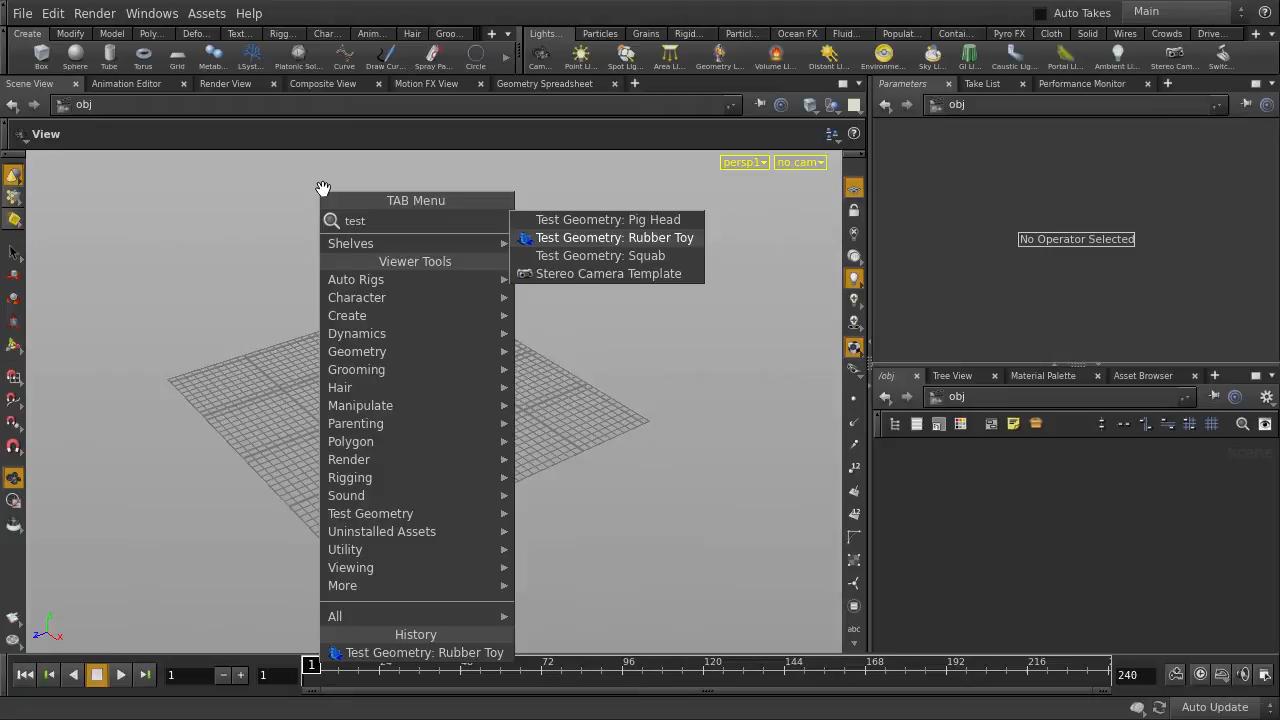 File Edit Render Windows Assets Help Auto Takes Main
Create Modify Model Poly... Defo... Text... Rigg... Char... Anim... Hair Groo... Lights... Particles Grains Rigid... Particl... Ocean FX Fluid... Populat... Contai... Pyro FX Cloth Solid Wires Crowds Drive...
Box Sphere Tube Torus Grid Metab... LSyst... Platonic Sol... Curve Draw Cur... Spray Pa... Circle Cam... Point Li... Spot Lig... Area Li... Geometry L... Volume Li... Distant Li... Environme... Sky Li... GI Li... Caustic Lig... Portal Li... Ambient Li... Stereo Cam... Switc...
Scene View Animation Editor Render View Composite View Motion FX View Geometry Spreadsheet Parameters Take List Performance Monitor
obj obj
View
persp1 no cam
TAB Menu
test
Test Geometry: Pig Head
Test Geometry: Rubber Toy
Test Geometry: Squab
Stereo Camera Template
No Operator Selected
Shelves
Viewer Tools
Auto Rigs
Character
Create
Dynamics
Geometry
Grooming
Hair
Manipulate
Parenting
Polygon
Render
Rigging
Sound
Test Geometry
Uninstalled Assets
Utility
Viewing
More
All
History
Test Geometry: Rubber Toy
/obj Tree View Material Palette Asset Browser
obj
Scene
12
12
abc
Y
Z X
1 1 1 24 48 72 96 120 144 168 192 216 240
Auto Update